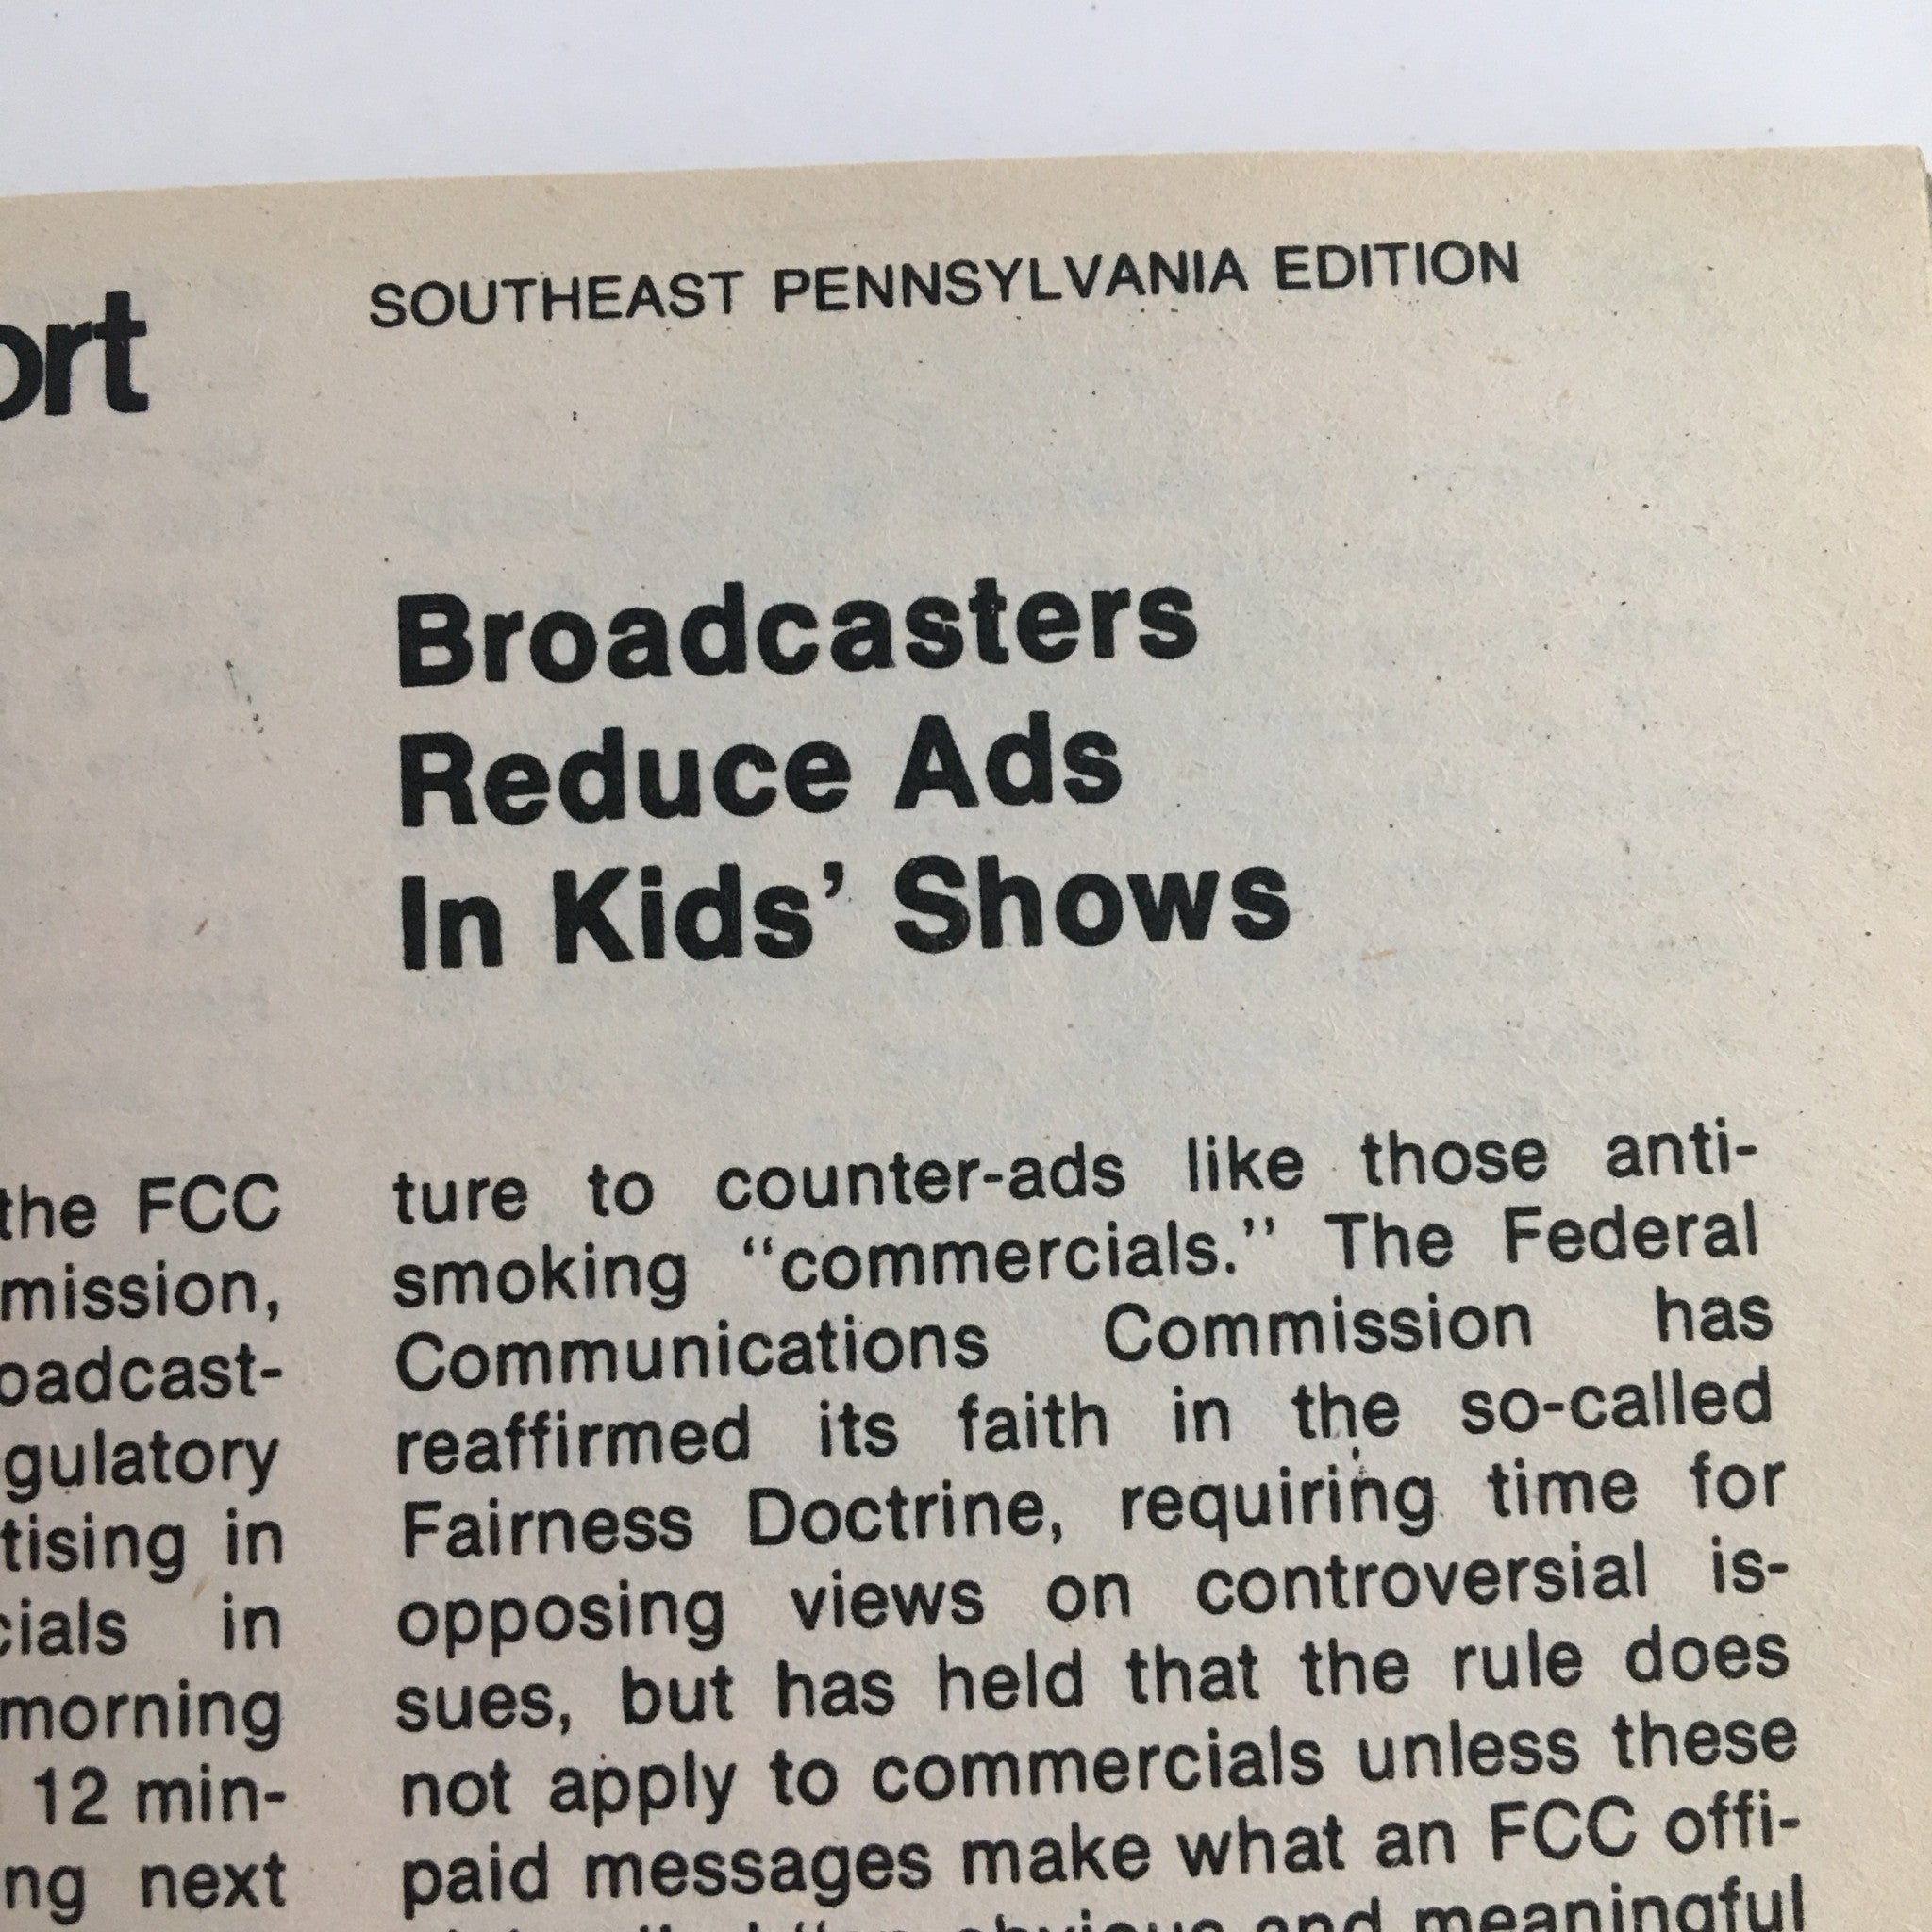 ort
SOUTHEAST PENNSYLVANIA EDITION
Broadcasters
Reduce Ads
In Kids’ Shows
the FCC
mission,
oadcast-
gulatory
tising in
cials in
morning
12 min-
ng next
ture to counter-ads like those anti-
smoking “commercials.” The Federal
Communications Commission has
reaffirmed its faith in the so-called
Fairness Doctrine, requiring time for
opposing views on controversial is-
sues, but has held that the rule does
not apply to commercials unless these
paid messages make what an FCC offi-
obvious and meaningful